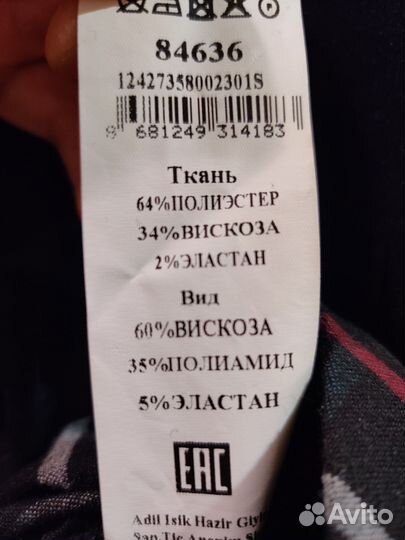 84636
12427358002301S
8 681249 314183
Ткань
64%ПОЛИЭСТЕР
34%ВИСКОЗА
2%ЭЛАСТАН
Вид
60%ВИСКОЗА
35%ПОЛИАМИД
5%ЭЛАСТАН
EAC
Adil Isik Hazir
Avito